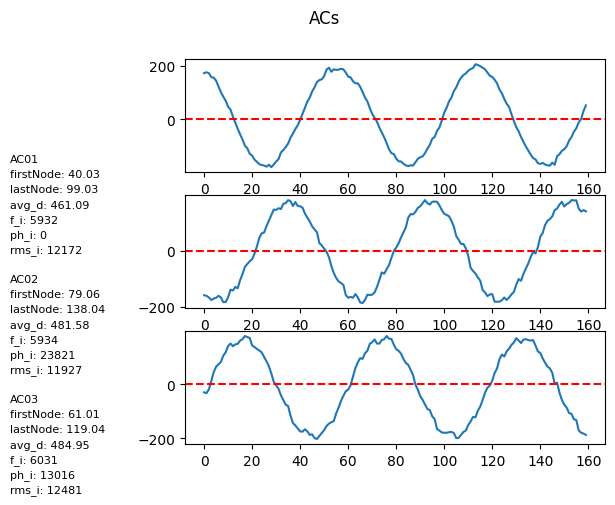 ACs
200
0
0 20 40 60 80 100 120 140 160
0
−200
0 20 40 60 80 100 120 140 160
0
−200
0 20 40 60 80 100 120 140 160
AC01
firstNode: 40.03
lastNode: 99.03
avg_d: 461.09
f_i: 5932
ph_i: 0
rms_i: 12172
AC02
firstNode: 79.06
lastNode: 138.04
avg_d: 481.58
f_i: 5934
ph_i: 23821
rms_i: 11927
AC03
firstNode: 61.01
lastNode: 119.04
avg_d: 484.95
f_i: 6031
ph_i: 13016
rms_i: 12481